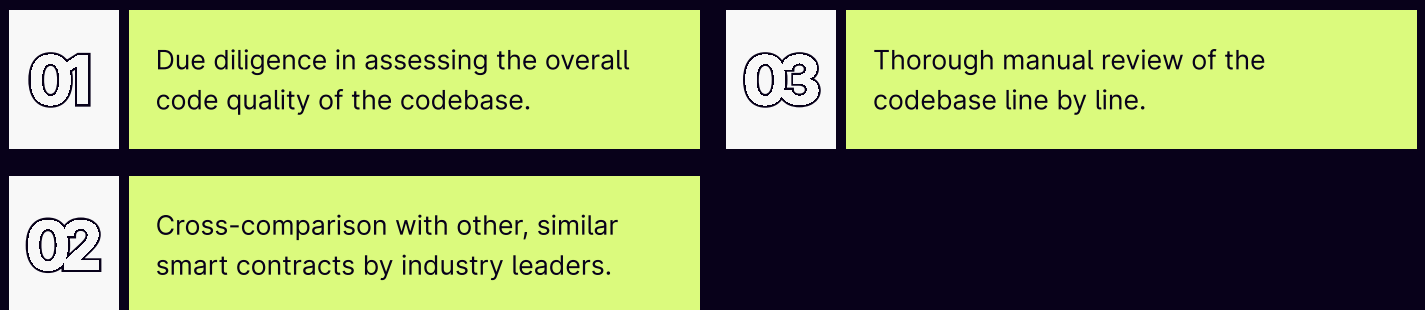 01
Due diligence in assessing the overall
code quality of the codebase.
02
Cross-comparison with other, similar
smart contracts by industry leaders.
03
Thorough manual review of the
codebase line by line.